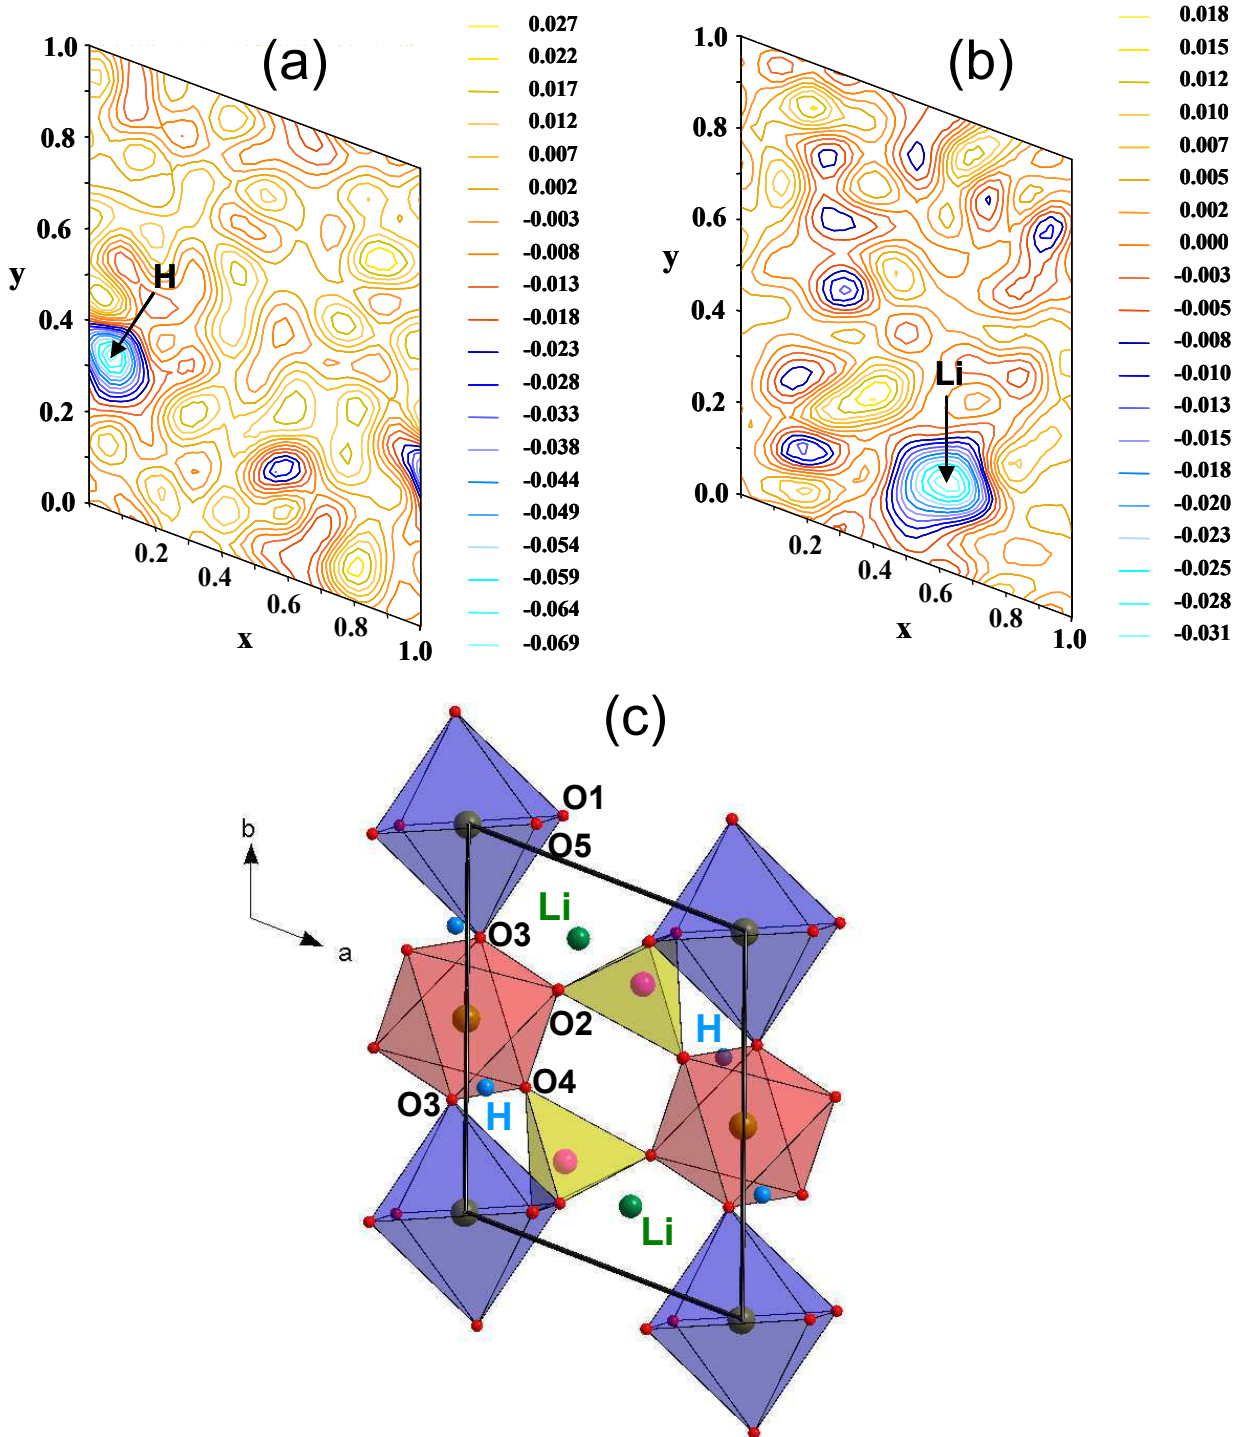 (a)
1.0
0.8
0.6
y
0.4
0.2
0.0
H
0.2
0.4
0.6
0.8
1.0
x
0.027
0.022
0.017
0.012
0.007
0.002
-0.003
-0.008
-0.013
-0.018
-0.023
-0.028
-0.033
-0.038
-0.044
-0.049
-0.054
-0.059
-0.064
-0.069
(b)
1.0
0.8
0.6
y
0.4
0.2
0.0
Li
0.2
0.4
0.6
0.8
1.0
x
0.018
0.015
0.012
0.010
0.007
0.005
0.002
0.000
-0.003
-0.005
-0.008
-0.010
-0.013
-0.015
-0.018
-0.020
-0.023
-0.025
-0.028
-0.031
(c)
b
a
O1
O5
Li
O3
O2
H
O4
O3
H
Li